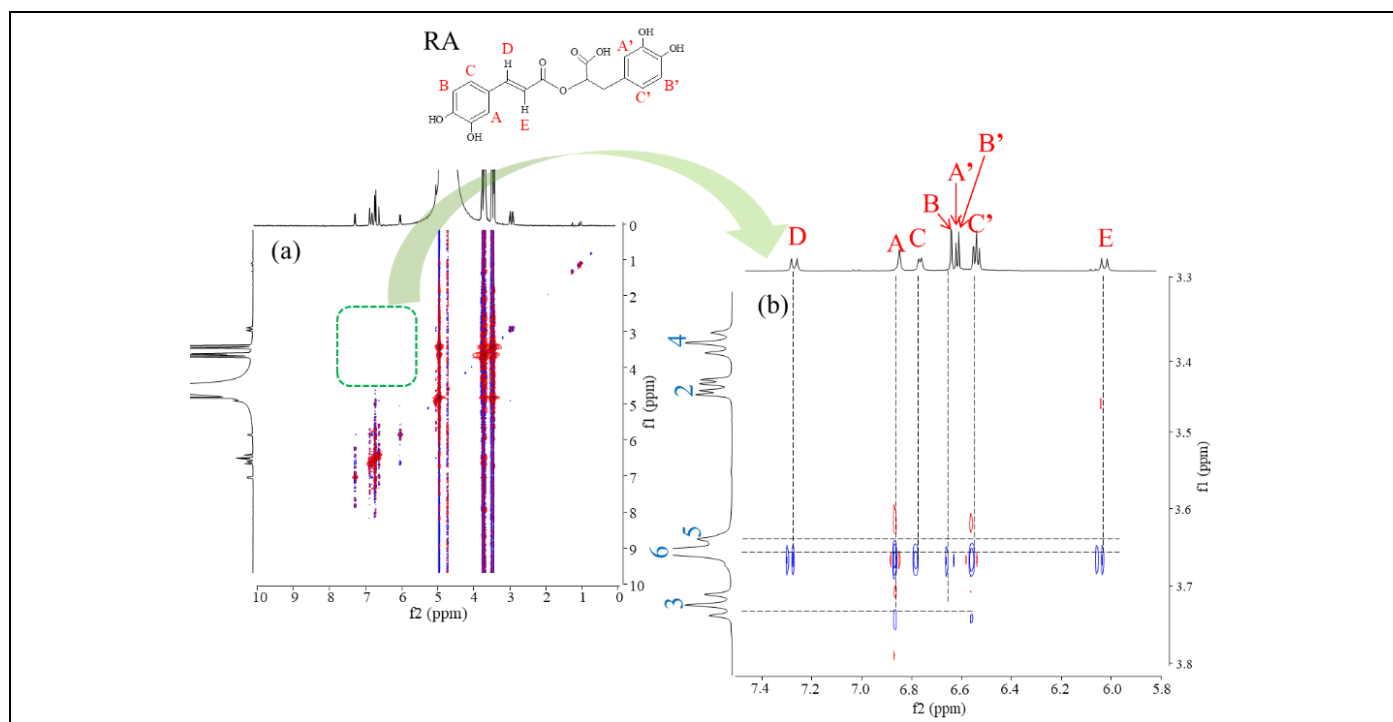 RA
D
H
O
O
OH
A'
OH
OH
C
B
O
B'
HO
A
H
E
C'
OH
(a)
0
1
2
3
4
5
6
7
8
9
10
f1 (ppm)
10 9 8 7 6 5 4 3 2 1 0
f2 (ppm)
B'
A'
B
D A C C' E
(b)
4
2
5
6
3
3.3
3.4
3.5
3.6
3.7
3.8
f1 (ppm)
7.4 7.2 7.0 6.8 6.6 6.4 6.2 6.0 5.8
f2 (ppm)